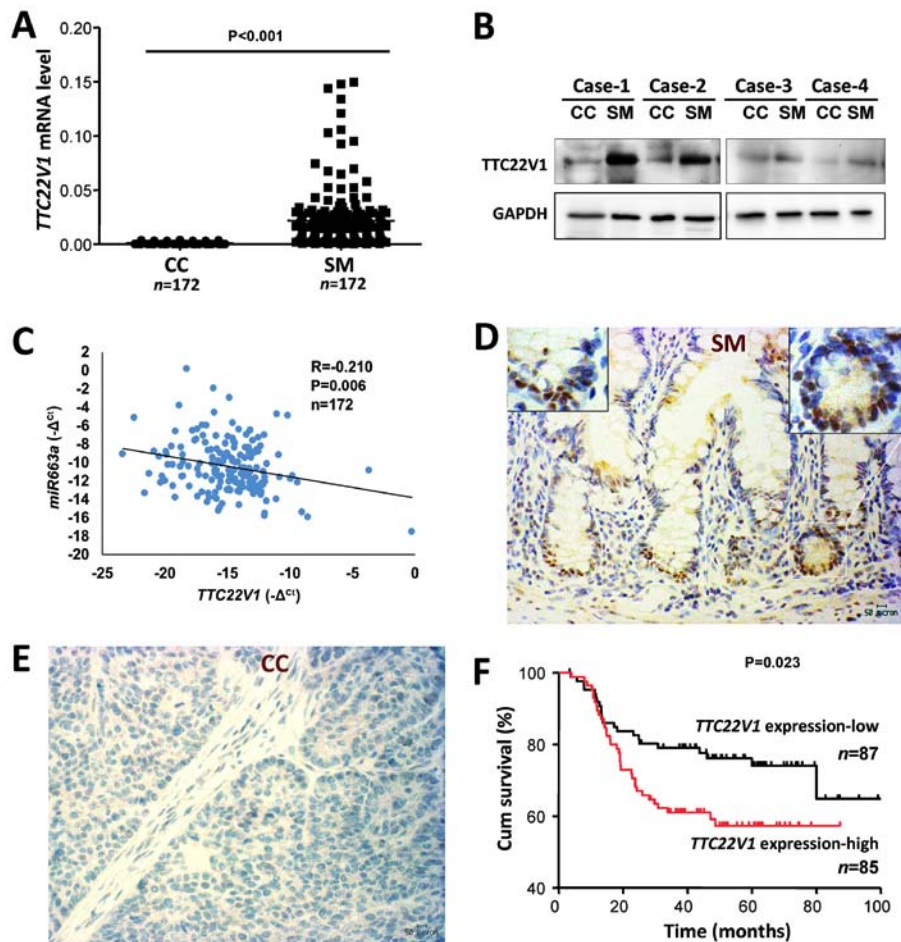 A
P<0.001
TTC22V1 mRNA level
0.20
0.15
0.10
0.05
0.00
CC
SM
n=172
n=172
B
Case-1 Case-2 Case-3 Case-4
CC SM CC SM CC SM CC SM
TTC22V1
GAPDH
C
R=-0.210
P=0.006
n=172
miR663a (-Δᶜᵗ)
2
0
-2
-4
-6
-8
-10
-12
-14
-16
-18
-20
-25 -20 -15 -10 -5 0
TTC22V1 (-Δᶜᵗ)
D
SM
50 micron
E
CC
50 micron
F
P=0.023
Cum survival (%)
100
80
60
40
TTC22V1 expression-low
n=87
TTC22V1 expression-high
n=85
0 20 40 60 80 100
Time (months)